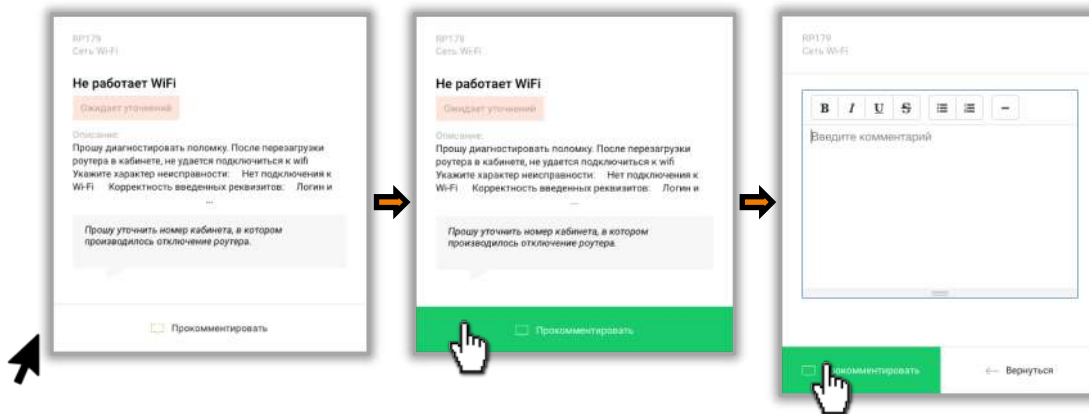 RP179
Сеть Wi-Fi
Не работает WiFi
Ожидает уточнений
Описание:
Прошу диагностировать поломку. После перезагрузки
роутера в кабинете, не удается подключиться к wifi
Укажите характер неисправности: Нет подключения к
Wi-Fi Корректность введенных реквизитов: Логин и
...
Прошу уточнить номер кабинета, в котором
производилось отключение роутера.
Прокомментировать
RP179
Сеть Wi-Fi
Не работает WiFi
Ожидает уточнений
Описание:
Прошу диагностировать поломку. После перезагрузки
роутера в кабинете, не удается подключиться к wifi
Укажите характер неисправности: Нет подключения к
Wi-Fi Корректность введенных реквизитов: Логин и
...
Прошу уточнить номер кабинета, в котором
производилось отключение роутера.
Прокомментировать
RP179
Сеть Wi-Fi
B I U S
Введите комментарий
Прокомментировать
Вернуться